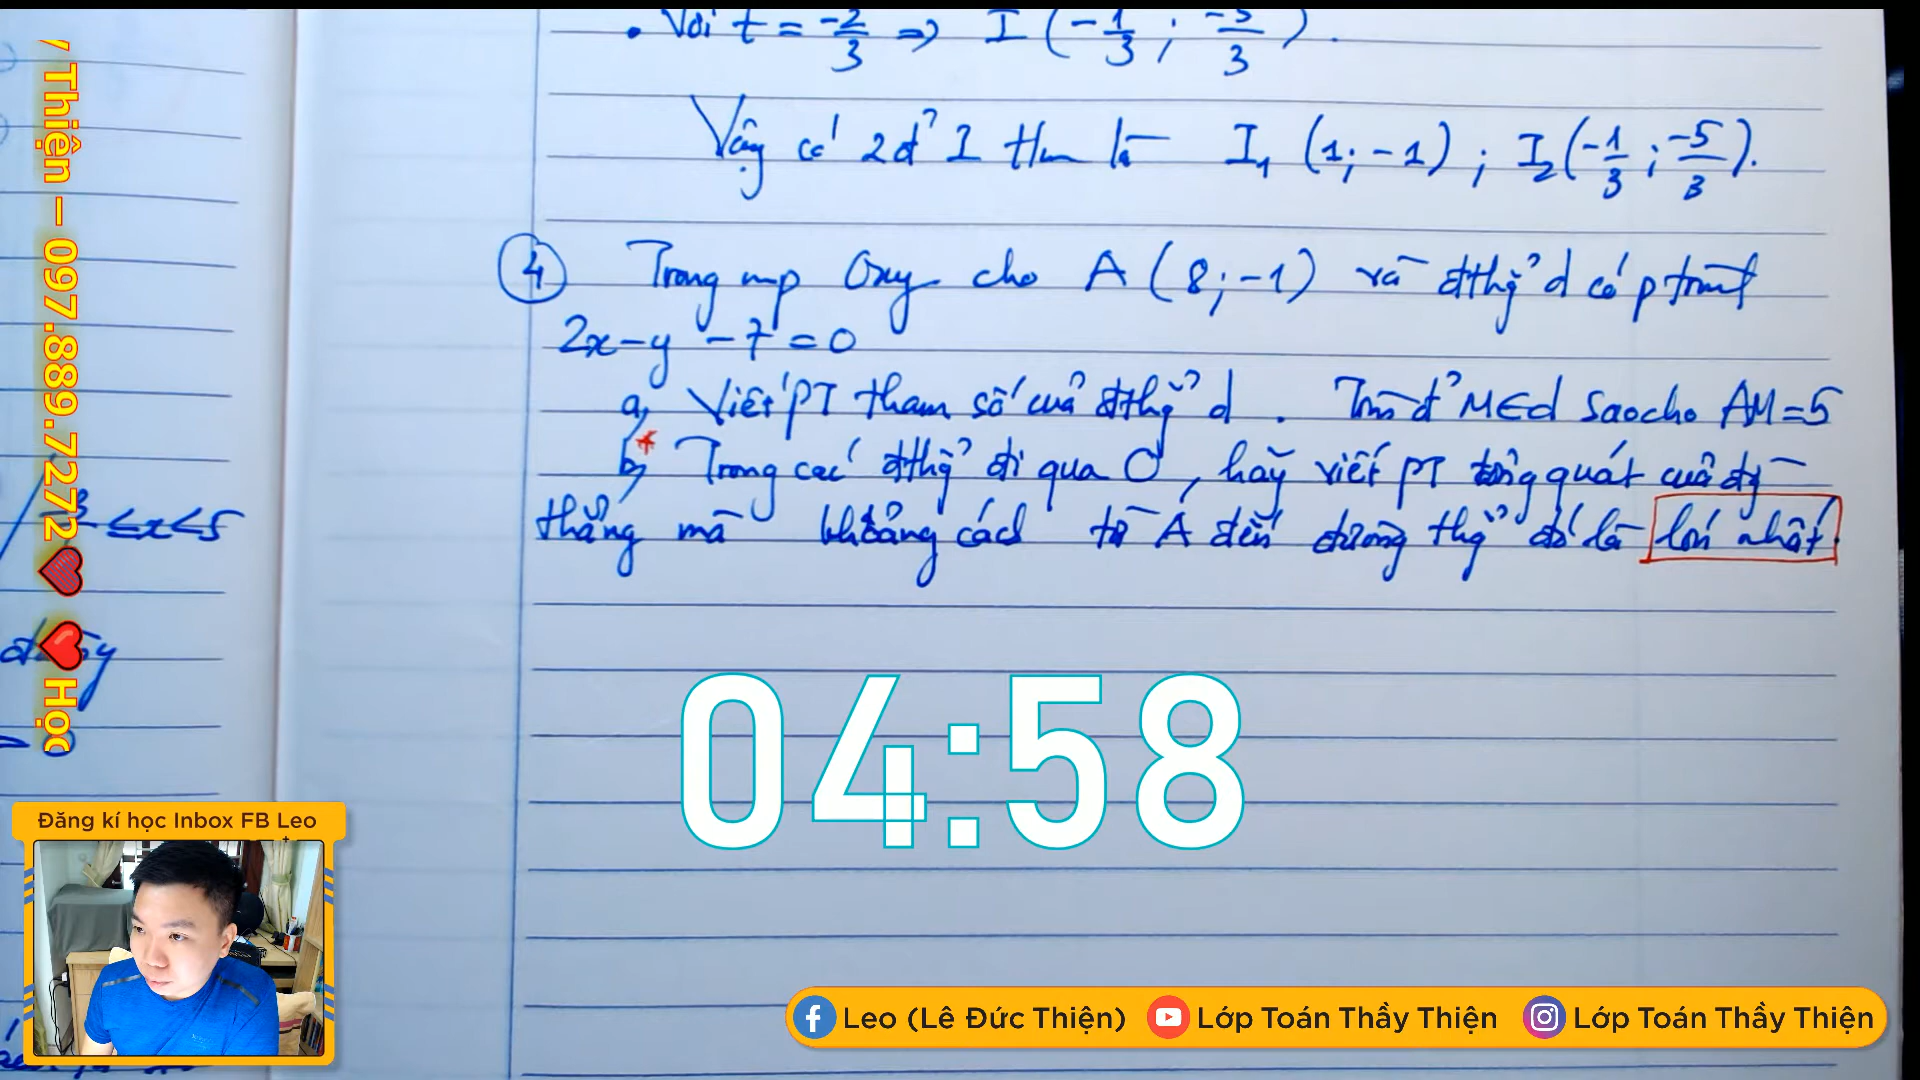 • Với t = -2/3 => I (-1/3 ; -5/3).
Vậy có 2 đ' I thm là I1 (1; -1) ; I2 (-1/3 ; -5/3).
④ Trong mp Oxy cho A (8; -1) và đthg' d có p trình
2x - y - 7 = 0
a, Viết PT tham số của đthg' d. Tìm đ' M ∈ d sao cho AM = 5
* b, Trong các đthg' đi qua O, hãy viết PT tổng quát của đg
thẳng mà khoảng cách từ A đến đường thg' đó là lớn nhất.
04:58
Thiện – 097.889.7272 ❤ ❤ Học
≤ x < 5
Đăng kí học Inbox FB Leo
Leo (Lê Đức Thiện) Lớp Toán Thầy Thiện Lớp Toán Thầy Thiện